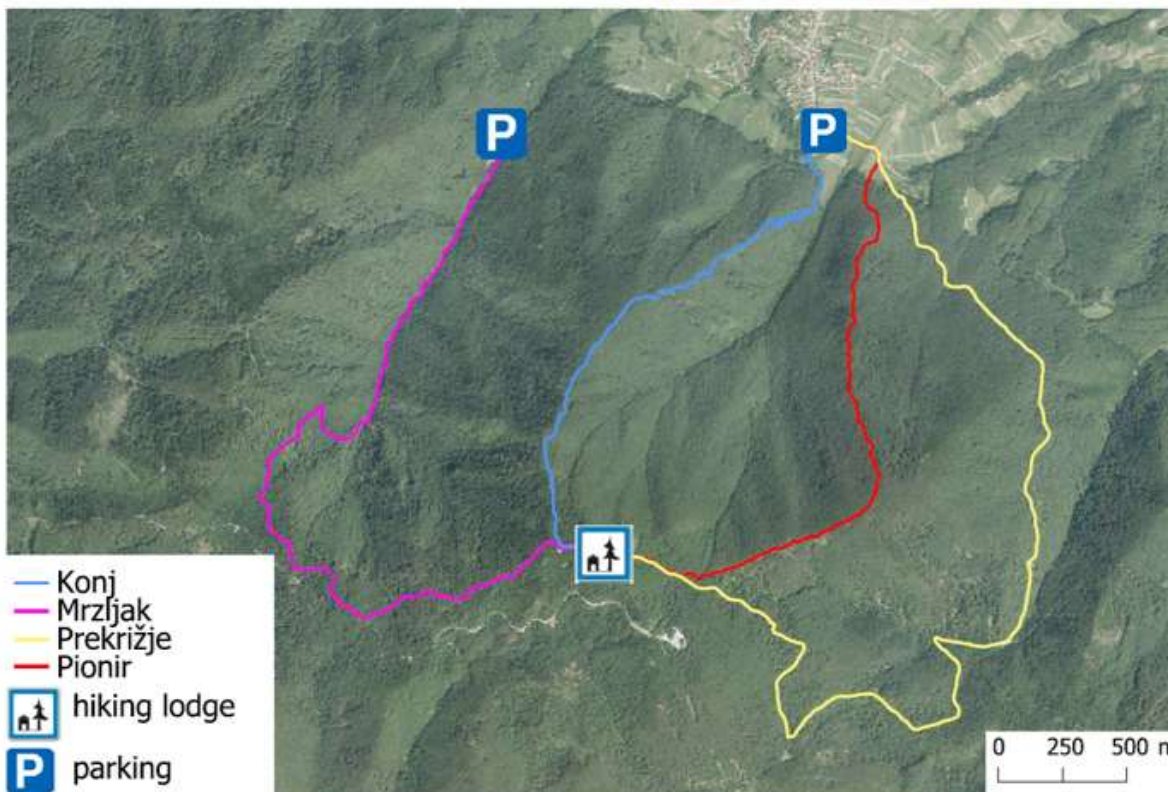 P
P
Konj
Mrzljak
Prekrižje
Pionir
hiking lodge
P parking
0 250 500 m